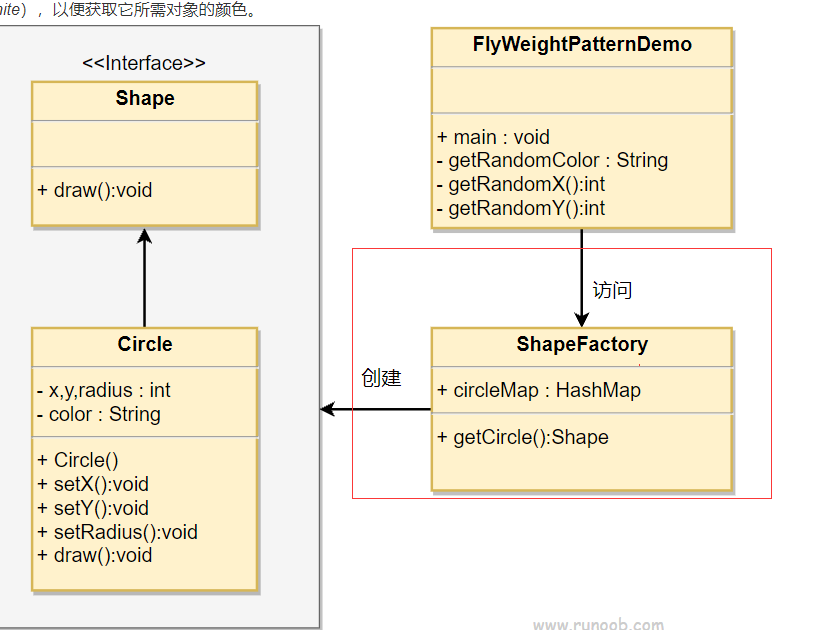 nite），以便获取它所需对象的颜色。
<<Interface>>
Shape
+ draw():void
Circle
- x,y,radius : int
- color : String
+ Circle()
+ setX():void
+ setY():void
+ setRadius():void
+ draw():void
创建
FlyWeightPatternDemo
+ main : void
- getRandomColor : String
- getRandomX():int
- getRandomY():int
访问
ShapeFactory
+ circleMap : HashMap
+ getCircle():Shape
www.runoob.com